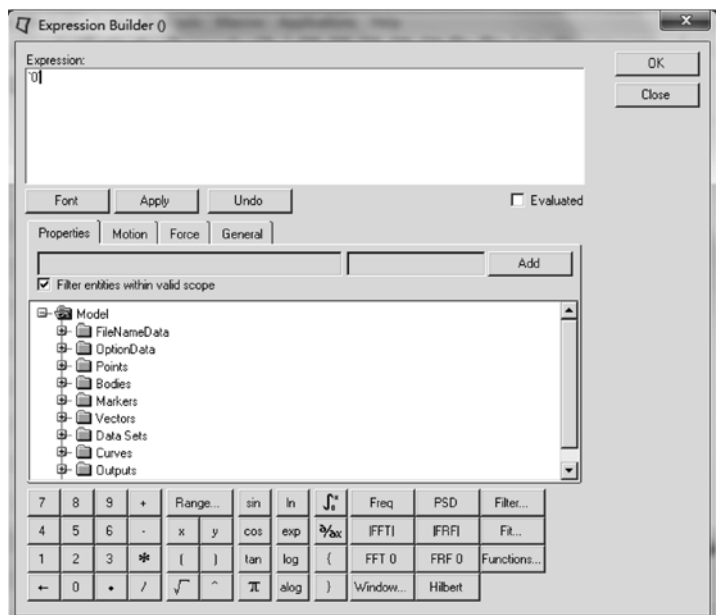 Expression Builder ()
Expression:
`0`
OK
Close
Font Apply Undo Evaluated
Properties Motion Force General
Add
Filter entities within valid scope
Model
FileNameData
OptionData
Points
Bodies
Markers
Vectors
Data Sets
Curves
Outputs
7 8 9 + Range... sin ln ∫₀ˣ Freq PSD Filter...
4 5 6 - x y cos exp ∂/∂x |FFT| |FRF| Fit...
1 2 3 * ( ) tan log { FFT 0 FRF 0 Functions...
← 0 • / √ ^ π alog } Window... Hilbert